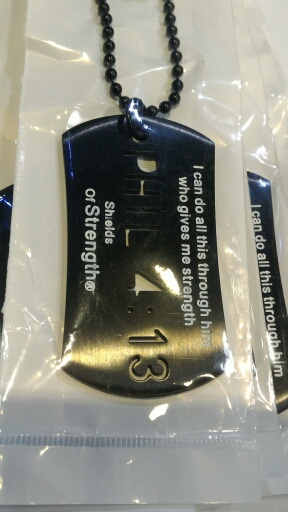 I can do all this through him
who gives me strength
PHIL 4:13
Shields
of Strength®
I can do all this through him